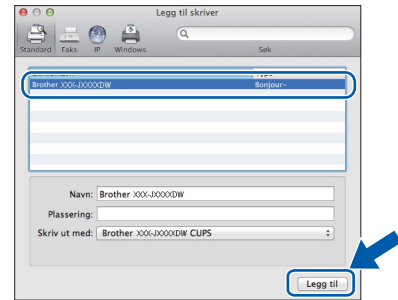 Legg til skriver
Standard Faks IP Windows Søk
Brother XXX-JXXXXDW Bonjour-
Navn: Brother XXX-JXXXXDW
Plassering:
Skriv ut med: Brother XXX-JXXXXDW CUPS
Legg til